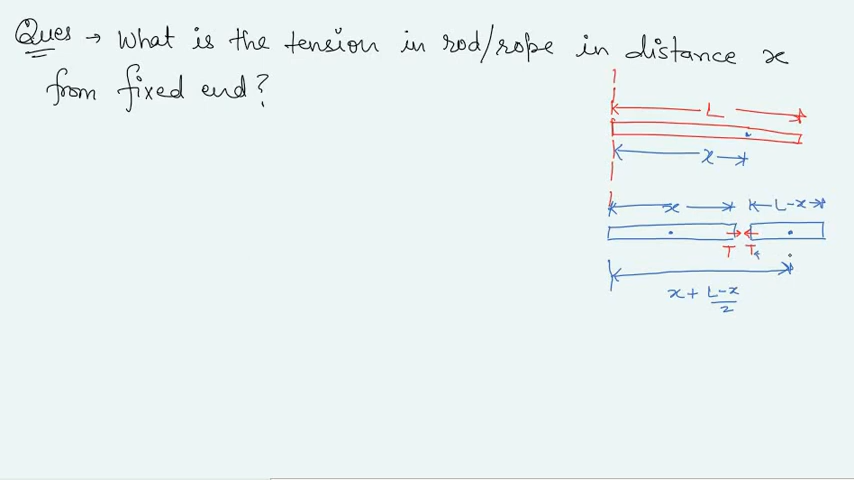 Ques → What is the tension in rod/rope in distance x
from fixed end?
L
x
x
L-x
T T
x + L-x/2